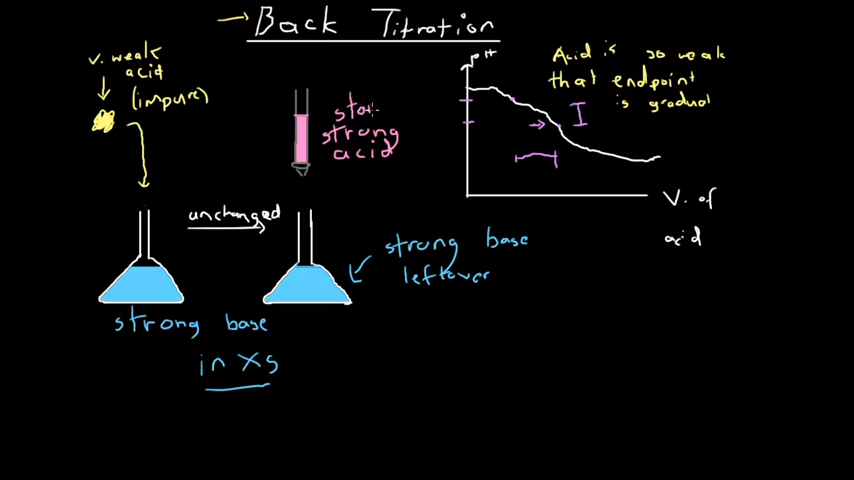 Back Titration
v. weak
acid
(impure)
strong
acid
pH
Acid is so weak
that endpoint
is gradual
V. of
acid
unchanged
strong base
leftover
strong base
in xs